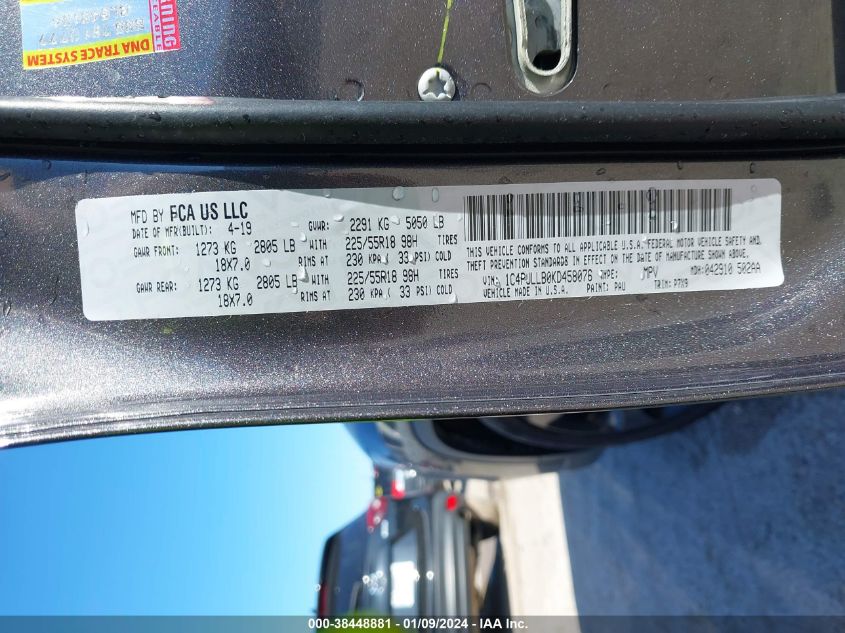 DNA TRACE SYSTEM
MFD BY FCA US LLC
DATE OF MFR(BUILT): 4-19 GVWR: 2291 KG 5050 LB
GAWR FRONT: 1273 KG 2805 LB WITH 225/55R18 98H TIRES
18X7.0 RIMS AT 230 KPA( 33 PSI) COLD
GAWR REAR: 1273 KG 2805 LB WITH 225/55R18 98H TIRES
18X7.0 RIMS AT 230 KPA( 33 PSI) COLD
THIS VEHICLE CONFORMS TO ALL APPLICABLE U.S.A. FEDERAL MOTOR VEHICLE SAFETY AND
THEFT PREVENTION STANDARDS IN EFFECT ON THE DATE OF MANUFACTURE SHOWN ABOVE.
VIN: 1C4PJLLB0KD458076 TYPE: MPV MDH: 042910 502AA
VEHICLE MADE IN U.S.A. PAINT: PAU TRIM: P7X9
000-38448881 - 01/09/2024 - IAA Inc.